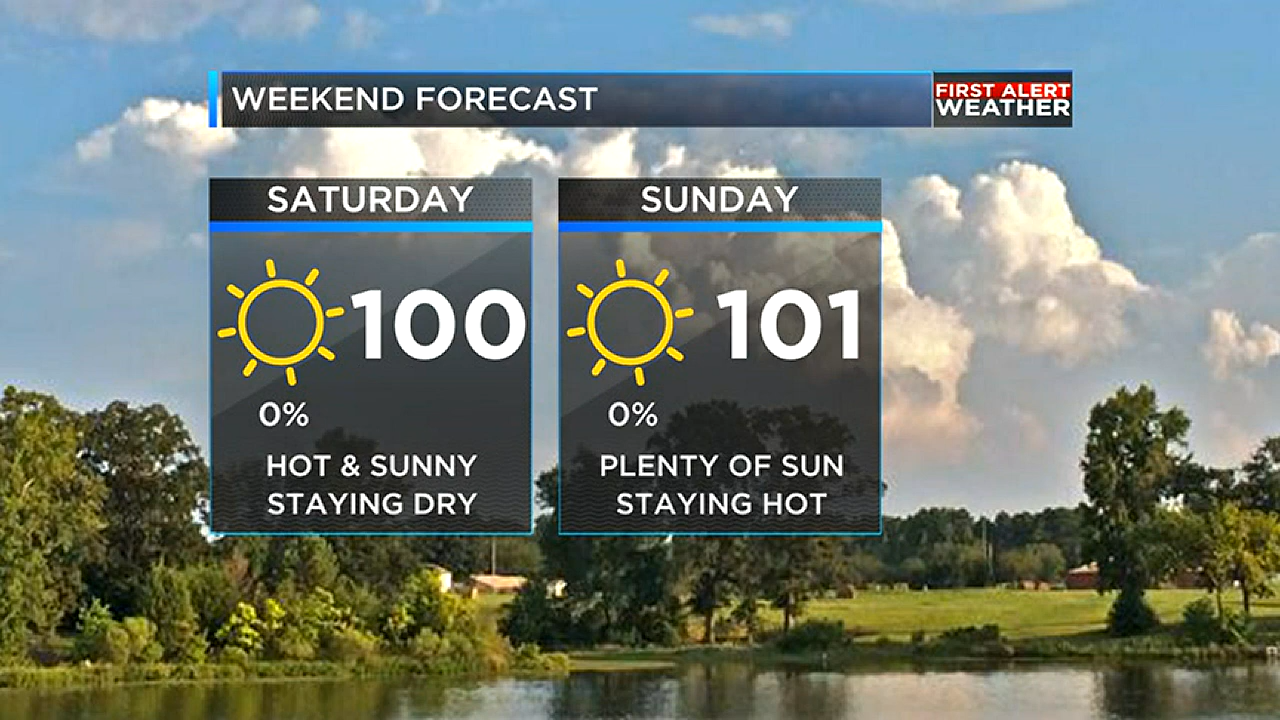 WEEKEND FORECAST
FIRST ALERT
WEATHER
SATURDAY
100
0%
HOT & SUNNY
STAYING DRY
SUNDAY
101
0%
PLENTY OF SUN
STAYING HOT